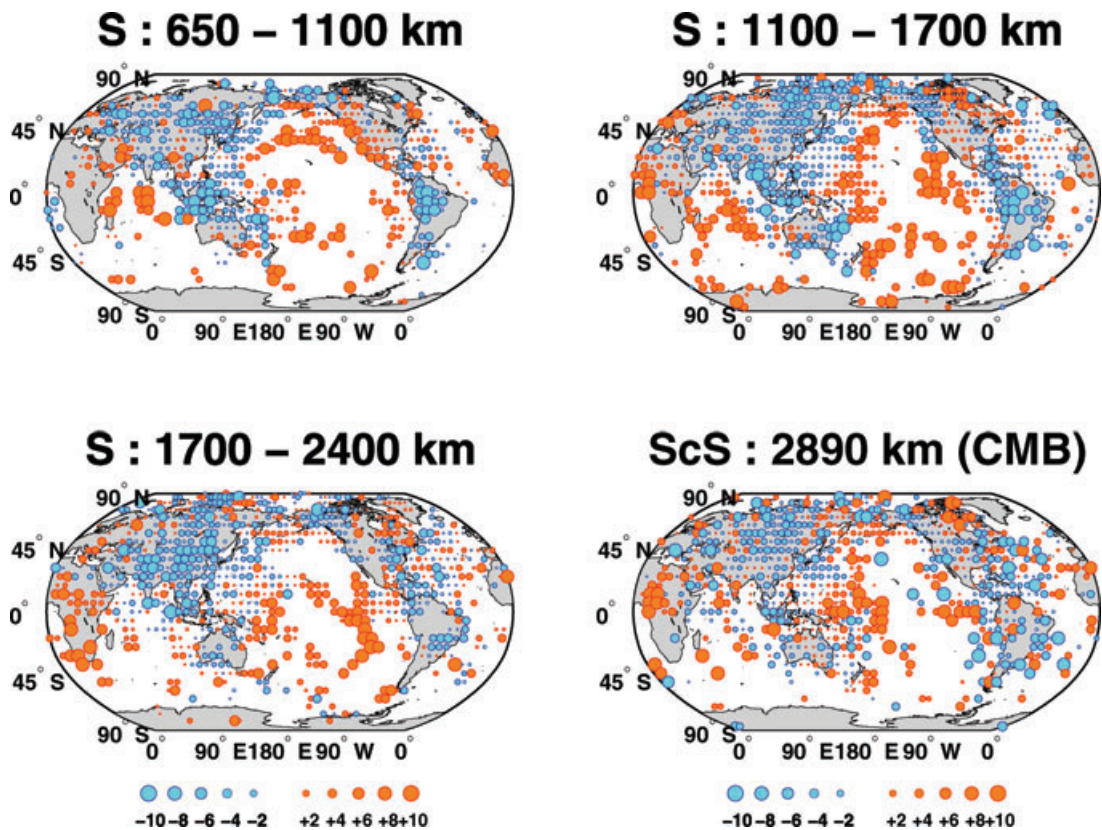 S : 650 – 1100 km
S : 1100 – 1700 km
90° N
45° N
0
45° S
90° S
0° 90° E180° E90° W 0°
90° N
45° N
0°
45° S
90° S
0° 90° E180° E90° W 0°
S : 1700 – 2400 km
ScS : 2890 km (CMB)
90° N
45° N
0°
45° S
90° S
0° 90° E180° E90° W 0°
90° N
45° N
0°
45° S
90° S
0° 90° E180° E90° W 0°
−10 −8 −6 −4 −2 +2 +4 +6 +8+10
−10 −8 −6 −4 −2 +2 +4 +6 +8+10